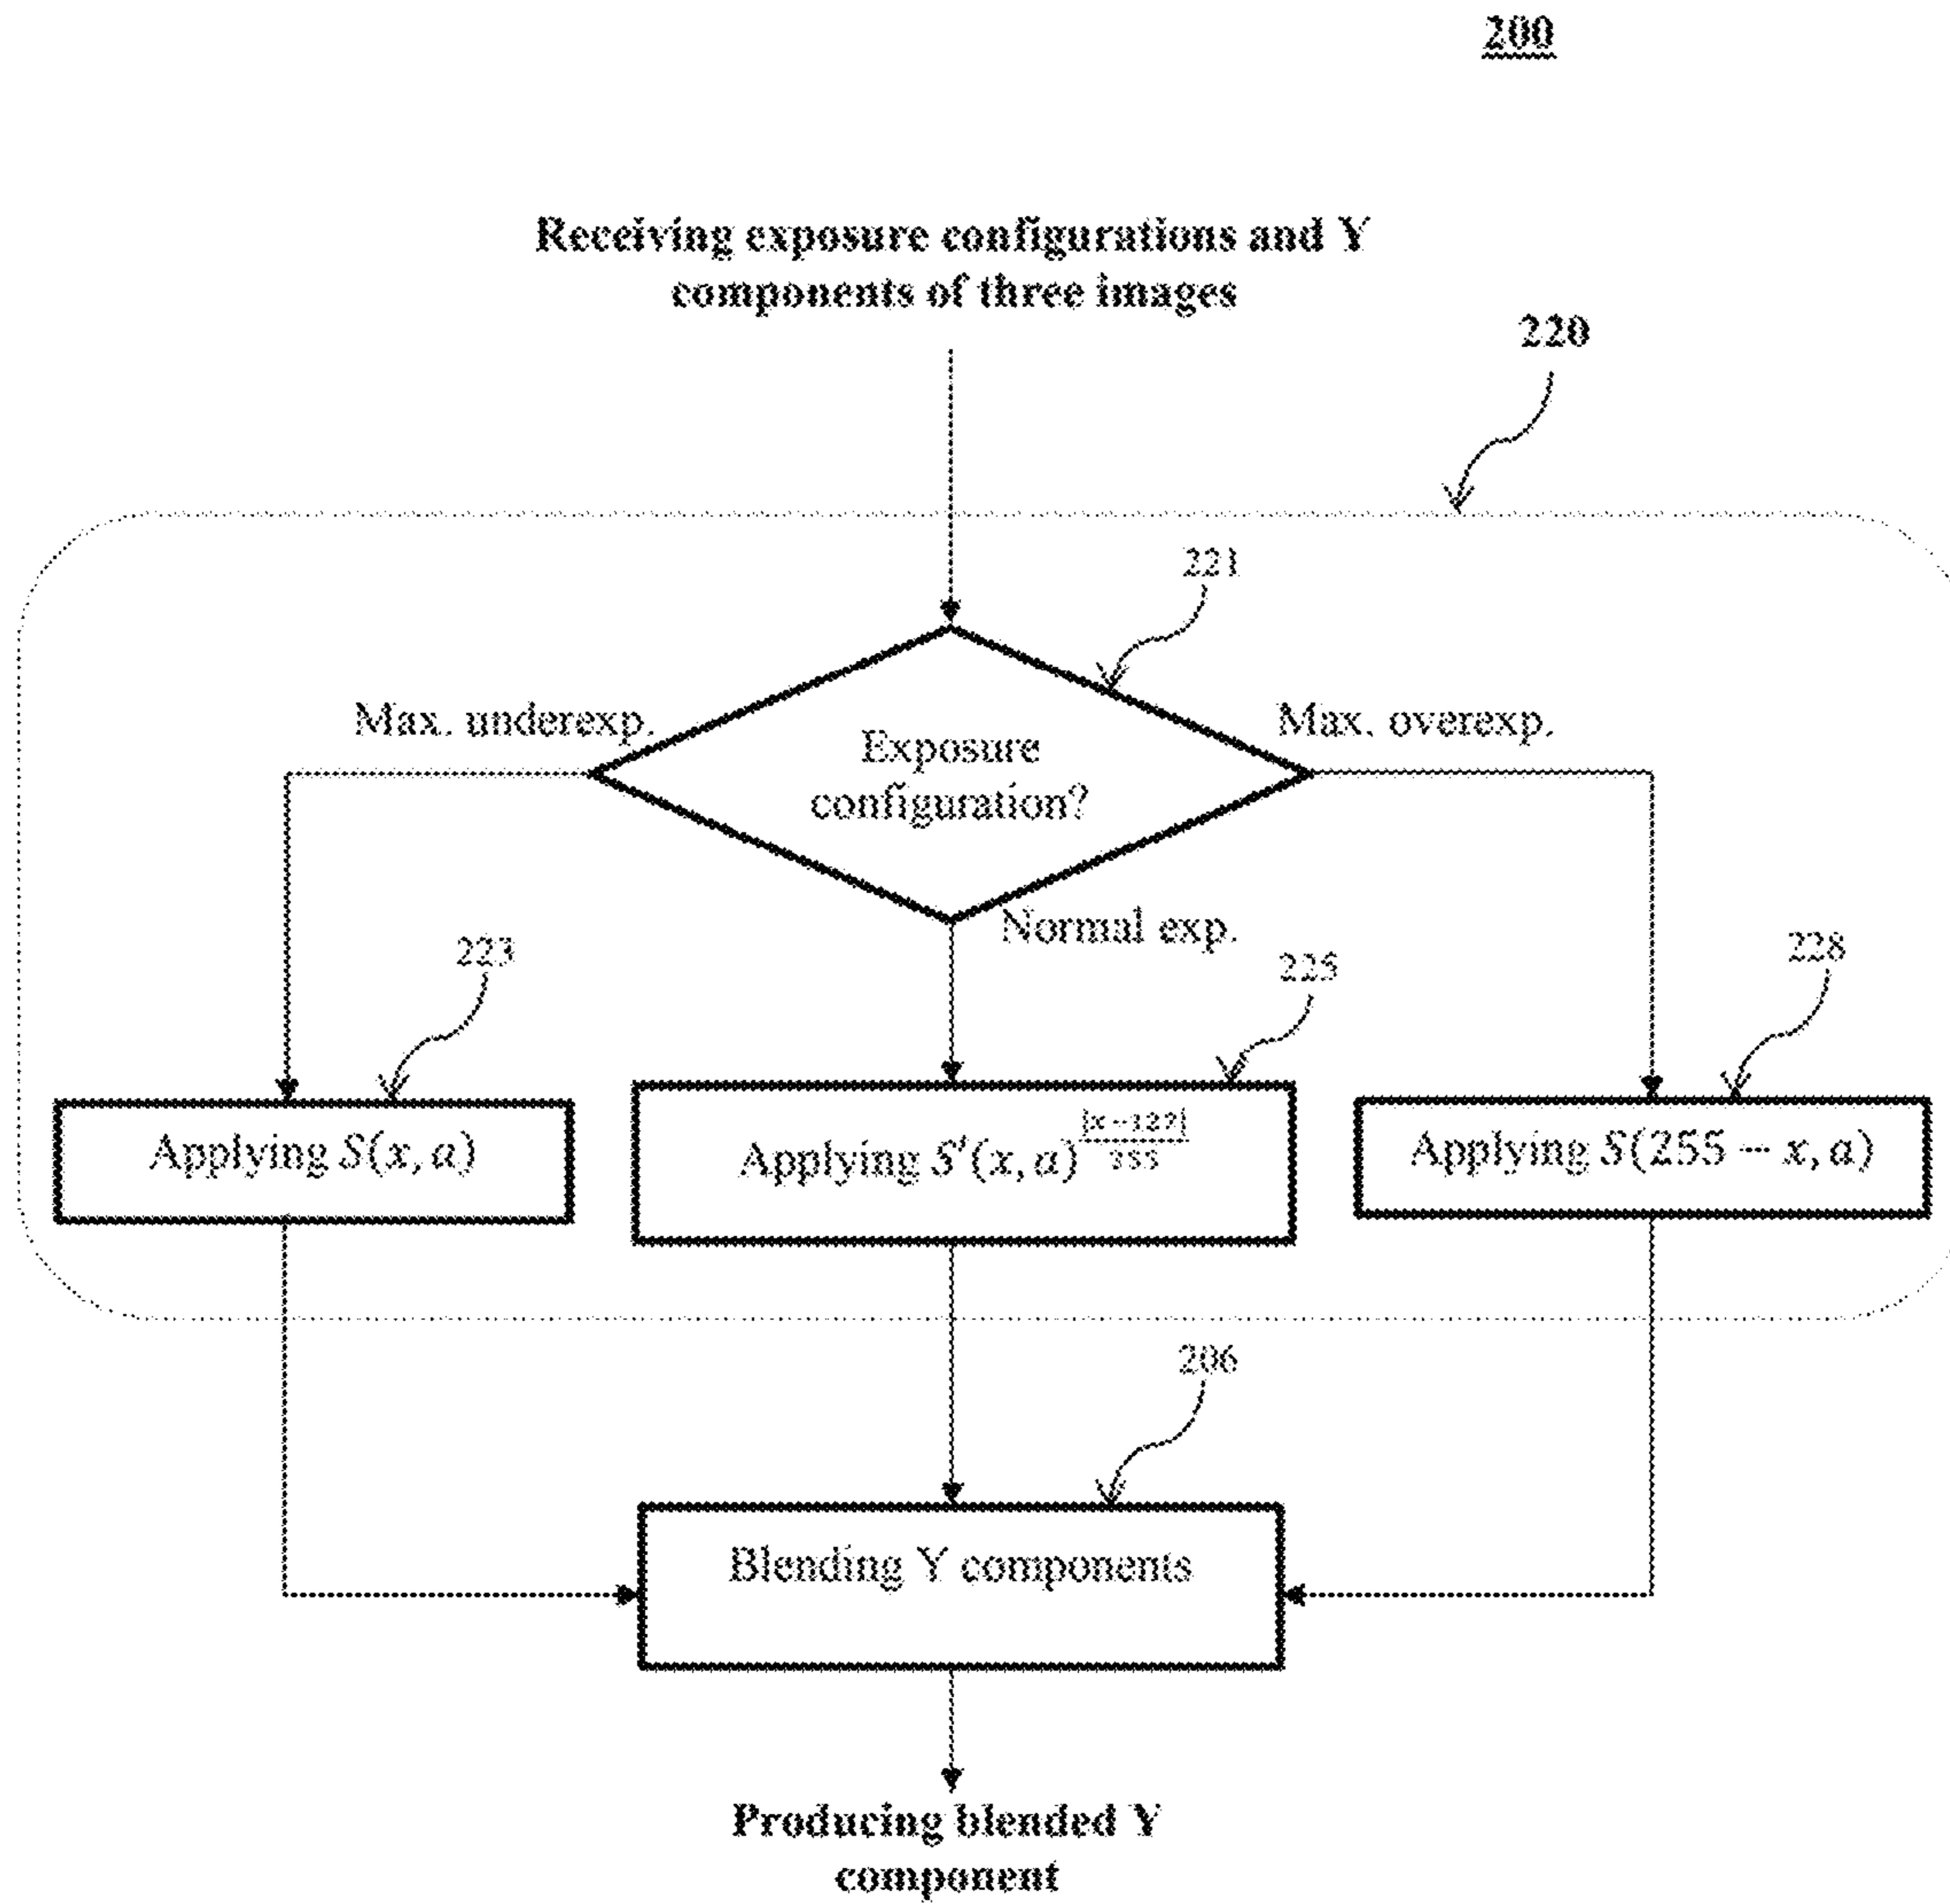 200
Receiving exposure configurations and Y
components of three images
220
221
Max. underexp.
Max. overexp.
Exposure
configuration?
Normal exp.
223
225
228
Applying S(x, a)
Applying S'(x, a)
|x-127|
Applying S(255 - x, a)
206
Blending Y components
Producing blended Y
component